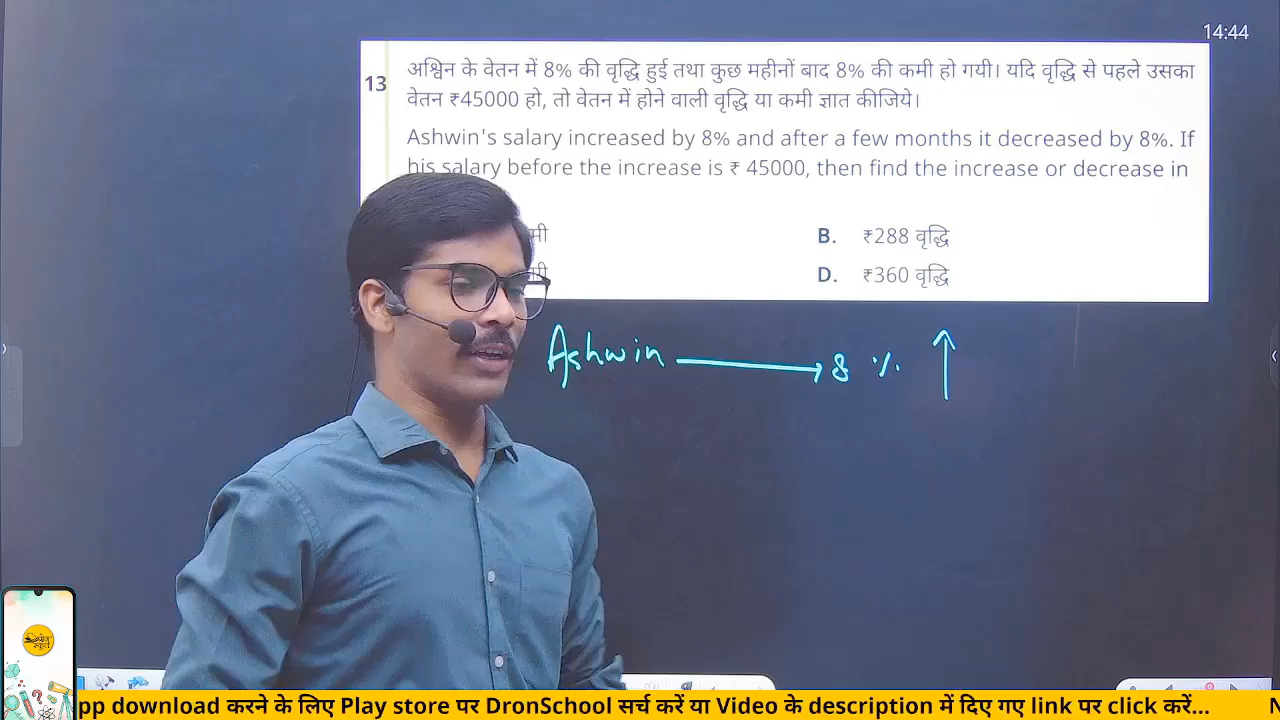 14:44
13
अश्विन के वेतन में 8% की वृद्धि हुई तथा कुछ महीनों बाद 8% की कमी हो गयी। यदि वृद्धि से पहले उसका
वेतन ₹45000 हो, तो वेतन में होने वाली वृद्धि या कमी ज्ञात कीजिये।
Ashwin's salary increased by 8% and after a few months it decreased by 8%. If
his salary before the increase is ₹ 45000, then find the increase or decrease in
B. ₹288 वृद्धि
D. ₹360 वृद्धि
Ashwin → 8 % ↑
pp download करने के लिए Play store पर DronSchool सर्च करें या Video के description में दिए गए link पर click करें...